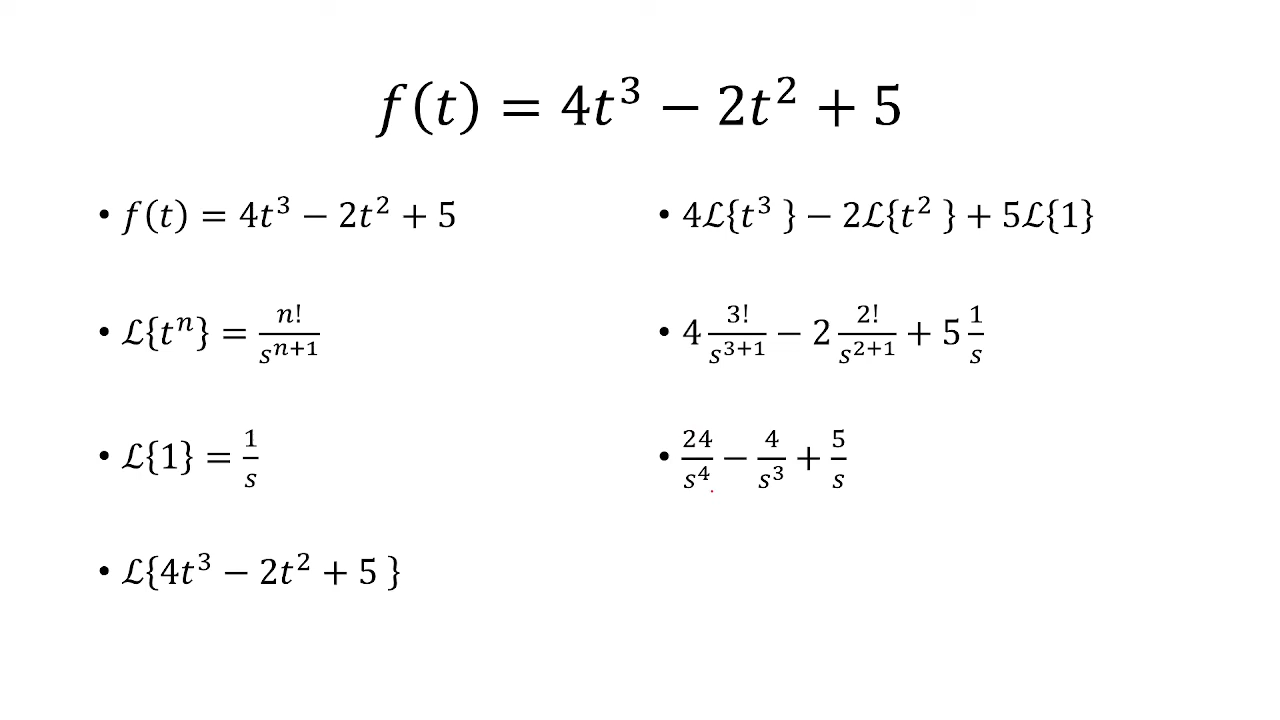 f(t) = 4t³ − 2t² + 5
• f(t) = 4t³ − 2t² + 5
• ℒ{tⁿ} = n!/sⁿ⁺¹
• ℒ{1} = 1/s
• ℒ{4t³ − 2t² + 5 }
• 4ℒ{t³ } − 2ℒ{t² } + 5ℒ{1}
• 4 3!/s³⁺¹ − 2 2!/s²⁺¹ + 5 1/s
• 24/s⁴ − 4/s³ + 5/s